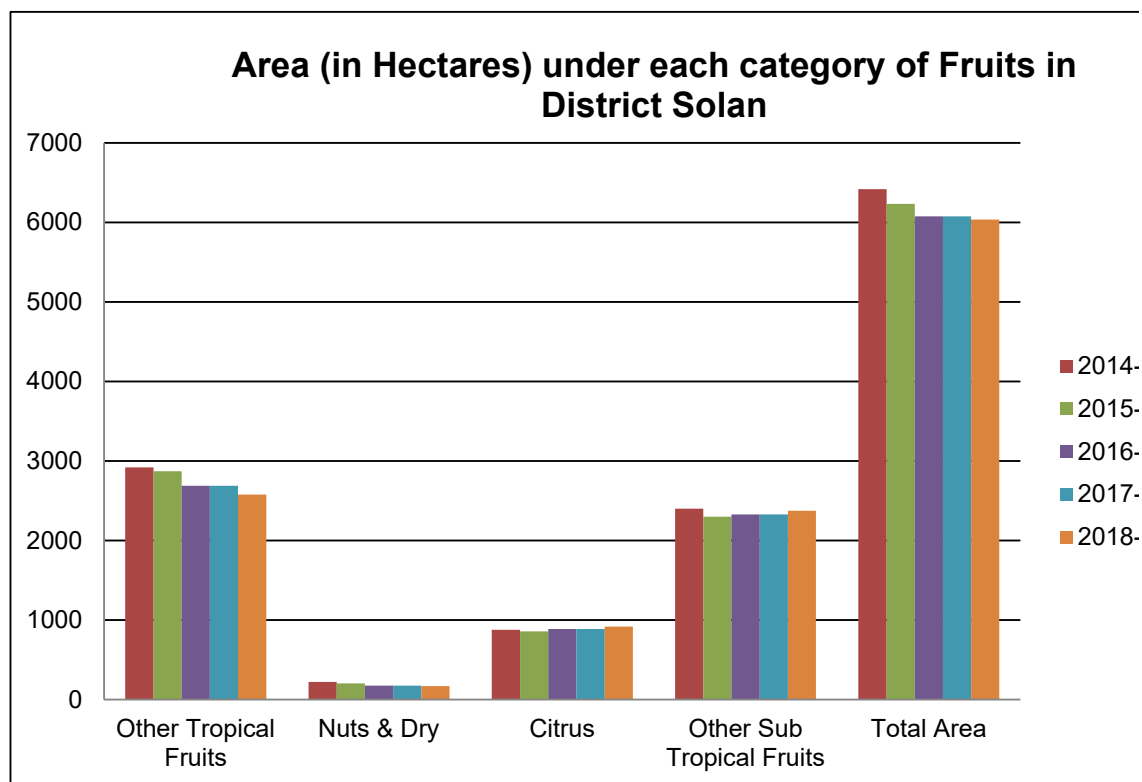 Area (in Hectares) under each category of Fruits in
District Solan
7000
6000
5000
4000
3000
2000
1000
0
Other Tropical
Fruits
Nuts & Dry
Citrus
Other Sub
Tropical Fruits
Total Area
2014-
2015-
2016-
2017-
2018-